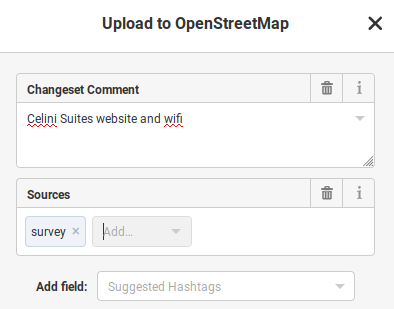 Upload to OpenStreetMap
Changeset Comment
Celini Suites website and wifi
Sources
survey × Add...
Add field: Suggested Hashtags